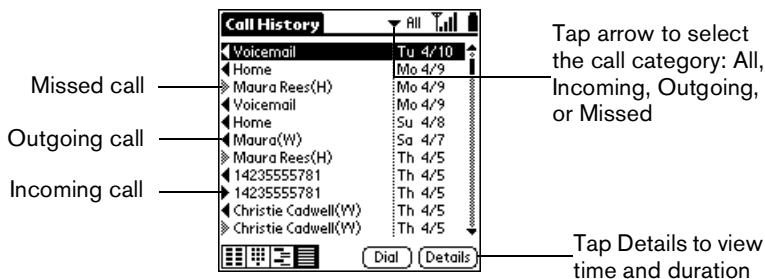 Call History
All
Voicemail Tu 4/10
Home Mo 4/9
Maura Rees(H) Mo 4/9
Voicemail Mo 4/9
Home Su 4/8
Maura(W) Sa 4/7
Maura Rees(H) Th 4/5
14235555781 Th 4/5
14235555781 Th 4/5
Christie Cadwell(W) Th 4/5
Christie Cadwell(W) Th 4/5
Dial
Details
Missed call
Outgoing call
Incoming call
Tap arrow to select
the call category: All,
Incoming, Outgoing,
or Missed
Tap Details to view
time and duration